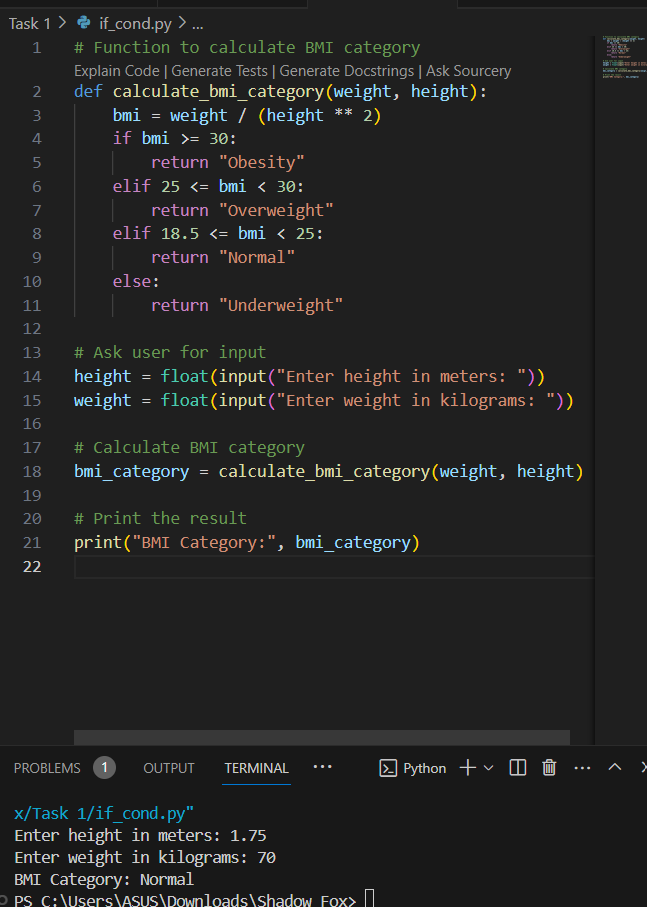 Task 1 > if_cond.py > ...
1 # Function to calculate BMI category
Explain Code | Generate Tests | Generate Docstrings | Ask Sourcery
2 def calculate_bmi_category(weight, height):
3     bmi = weight / (height ** 2)
4     if bmi >= 30:
5         return "Obesity"
6     elif 25 <= bmi < 30:
7         return "Overweight"
8     elif 18.5 <= bmi < 25:
9         return "Normal"
10     else:
11         return "Underweight"
12
13 # Ask user for input
14 height = float(input("Enter height in meters: "))
15 weight = float(input("Enter weight in kilograms: "))
16
17 # Calculate BMI category
18 bmi_category = calculate_bmi_category(weight, height)
19
20 # Print the result
21 print("BMI Category:", bmi_category)
22
PROBLEMS 1 OUTPUT TERMINAL ... Python
x/Task 1/if_cond.py"
Enter height in meters: 1.75
Enter weight in kilograms: 70
BMI Category: Normal
PS C:\Users\ASUS\Downloads\Shadow Fox>